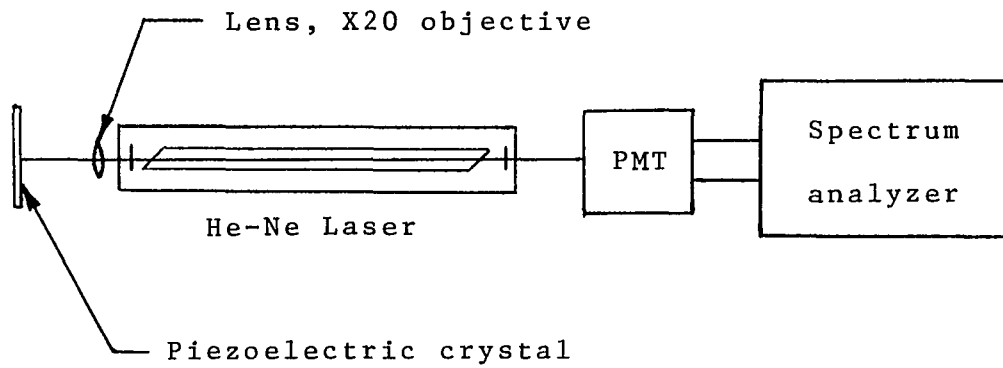 Lens, X20 objective
Spectrum
PMT
analyzer
He-Ne Laser
Piezoelectric crystal